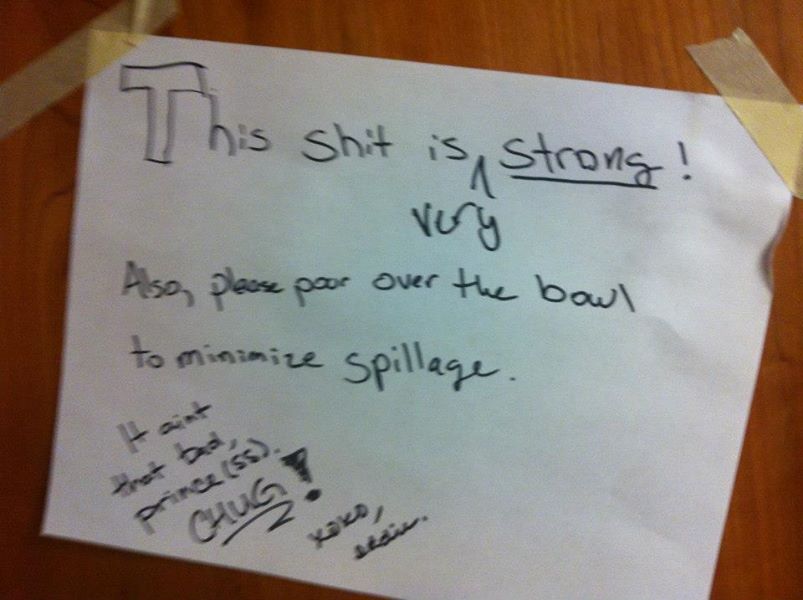 This shit is ^ strong!
very
Also, please poor over the bowl
to minimize spillage.
It aint
that bad,
prince(ss).
CHUG!
xoxo,